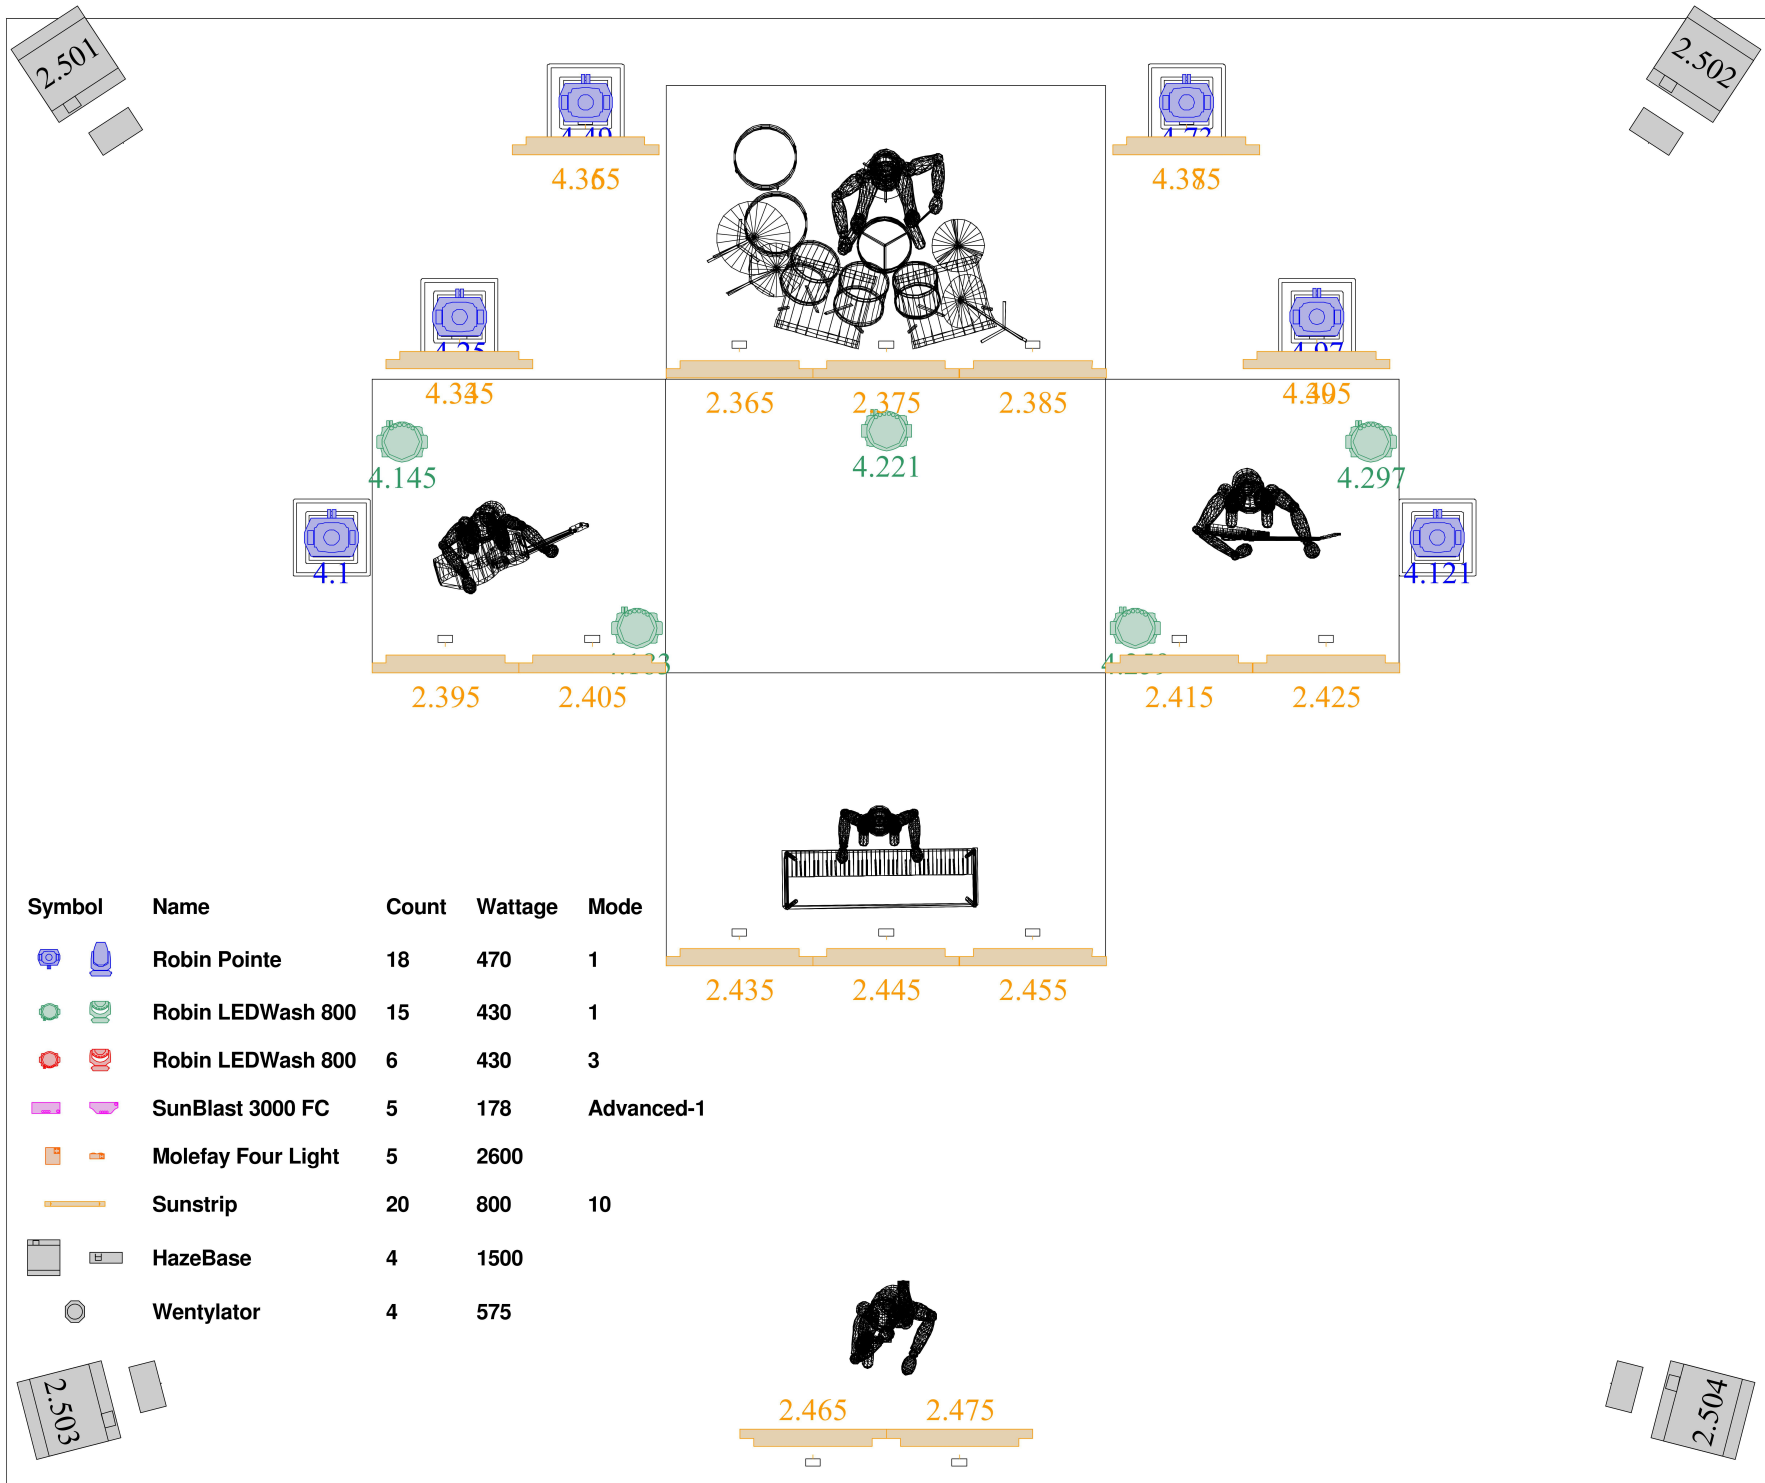 2.501
2.502
4.49
4.73
4.25
4.97
2.365
2.375
2.385
4.145
4.221
4.297
4.1
4.121
2.395
2.405
2.415
2.425
2.435
2.445
2.455
Symbol Name Count Wattage Mode
Robin Pointe 18 470 1
Robin LEDWash 800 15 430 1
Robin LEDWash 800 6 430 3
SunBlast 3000 FC 5 178 Advanced-1
Molefay Four Light 5 2600
Sunstrip 20 800 10
HazeBase 4 1500
Wentylator 4 575
2.503
2.504
2.465
2.475